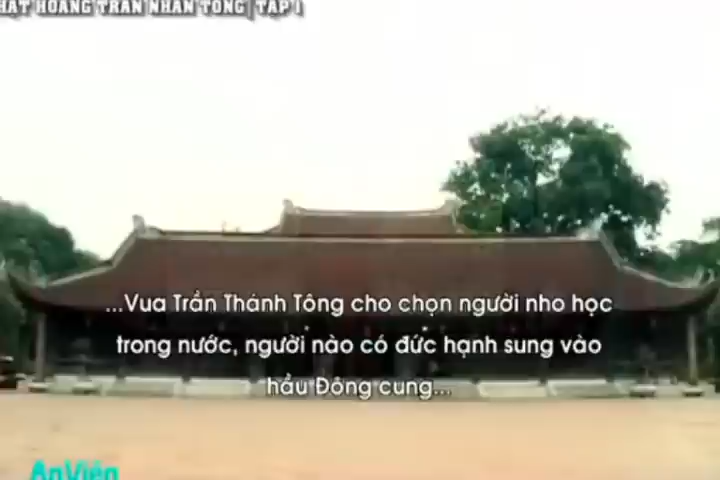 HẬT HOÀNG TRẦN NHÂN TÔNG | TẬP 1
...Vua Trần Thánh Tông cho chọn người nho học
trong nước, người nào có đức hạnh sung vào
hầu Đông cung...
AnViên